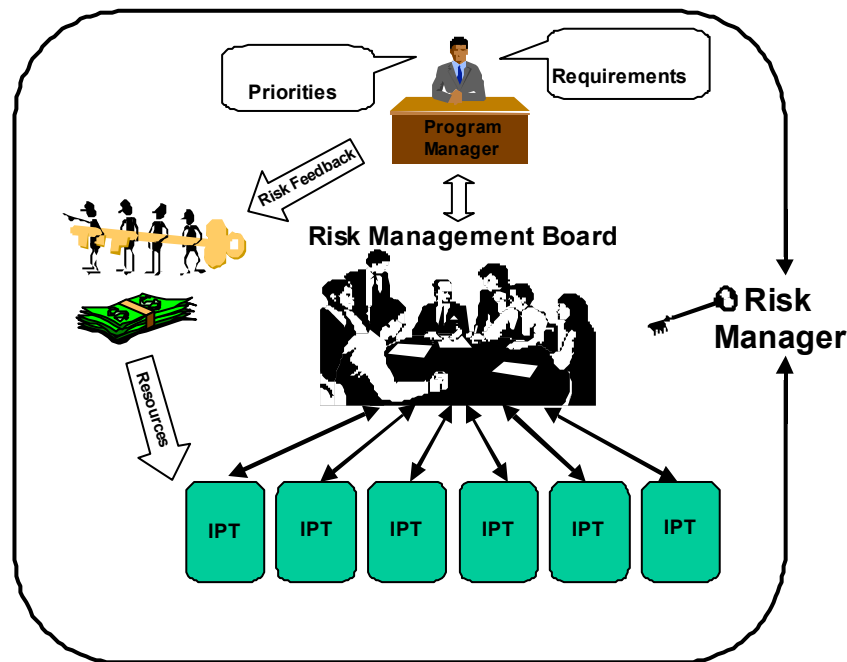 Priorities
Requirements
Program
Manager
Risk Feedback
Risk Management Board
Risk
Manager
Resources
IPT
IPT
IPT
IPT
IPT
IPT